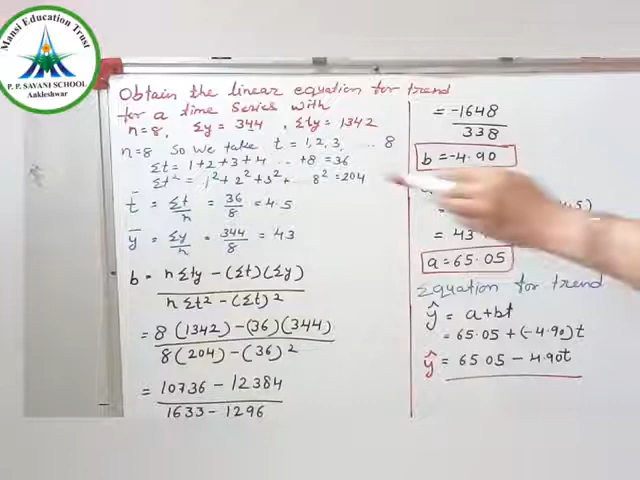 Mansi Education Trust
P. P. SAVANI SCHOOL
Ankleshwar
Obtain the linear equation for trend
for a time series with
n=8, Σy = 344, Σty = 1342
n=8 So We take t = 1,2,3, .... 8
Σt = 1+2+3+4 .. +8 = 36
Σt² = 1²+2²+3²+... 8² = 204
t̄ = Σt/n = 36/8 = 4.5
ȳ = Σy/n = 344/8 = 43
b = nΣty - (Σt)(Σy) / nΣt² - (Σt)²
= 8(1342) - (36)(344) / 8(204) - (36)²
= 10736 - 12384 / 1633 - 1296
= -1648 / 338
b = -4.90
= 43
a = 65.05
Equation for trend
ŷ = a+bt
= 65.05 + (-4.90)t
ŷ = 65.05 - 4.90t